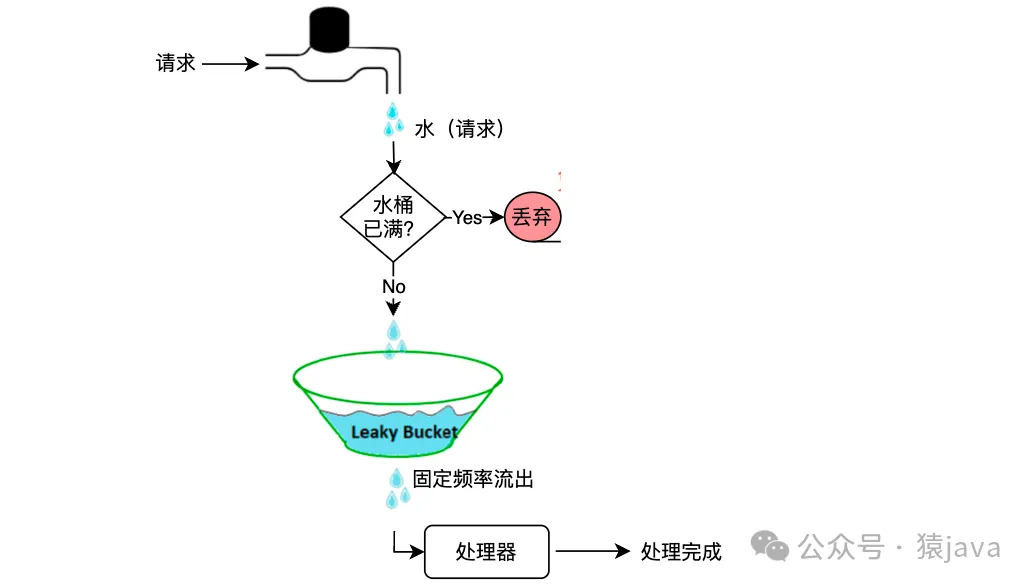 请求
水（请求）
水桶
已满?
Yes
丢弃
No
Leaky Bucket
固定频率流出
处理器
处理完成
公众号 · 猿java